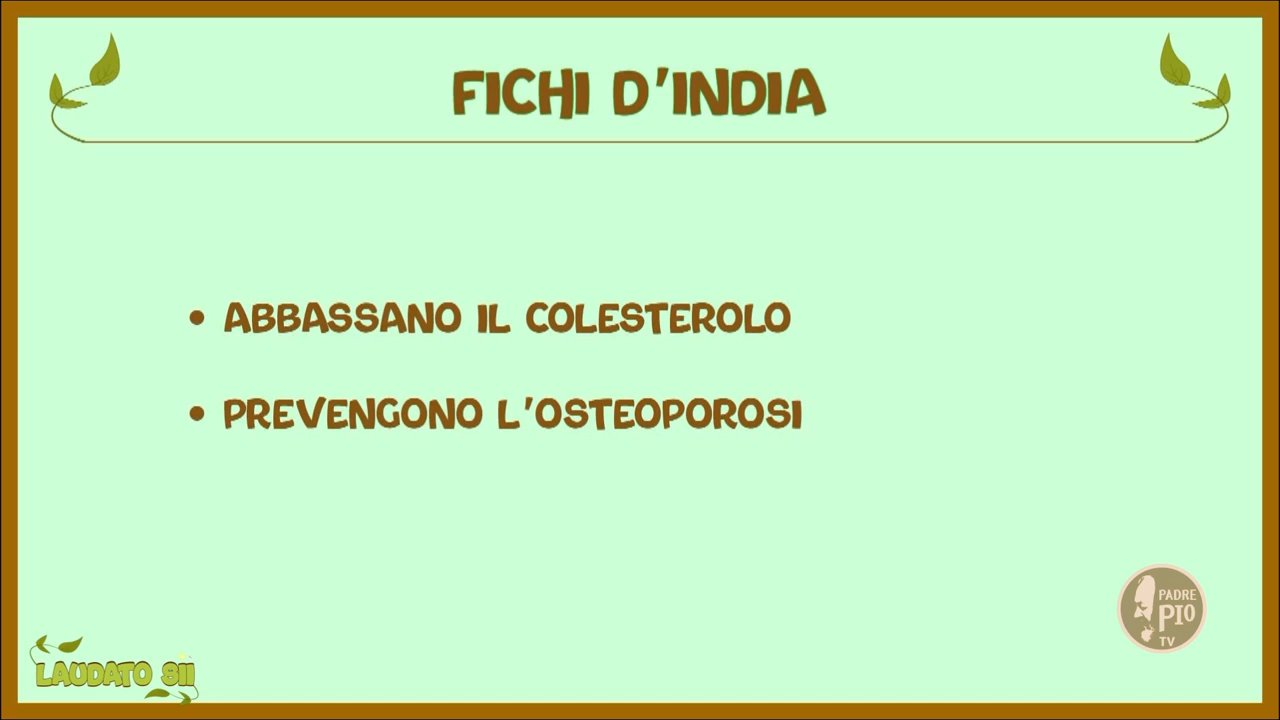 FICHI D'INDIA
• ABBASSANO IL COLESTEROLO
• PREVENGONO L'OSTEOPOROSI
PADRE
PIO
TV
LAUDATO SII